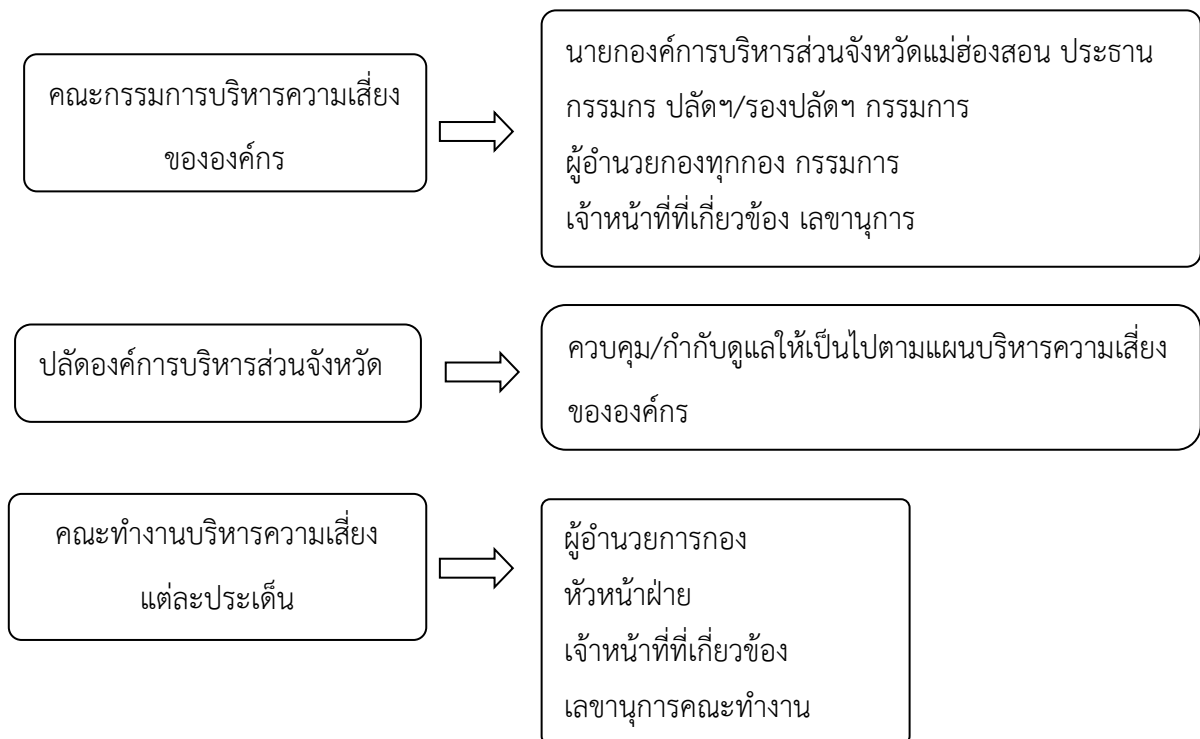 คณะกรรมการบริหารความเสี่ยง
ขององค์กร
นายกองค์การบริหารส่วนจังหวัดแม่ฮ่องสอน ประธาน
กรรมกร ปลัดฯ/รองปลัดฯ กรรมการ
ผู้อำนวยกองทุกกอง กรรมการ
เจ้าหน้าที่ที่เกี่ยวข้อง เลขานุการ
ปลัดองค์การบริหารส่วนจังหวัด
ควบคุม/กำกับดูแลให้เป็นไปตามแผนบริหารความเสี่ยง
ขององค์กร
คณะทำงานบริหารความเสี่ยง
แต่ละประเด็น
ผู้อำนวยการกอง
หัวหน้าฝ่าย
เจ้าหน้าที่ที่เกี่ยวข้อง
เลขานุการคณะทำงาน